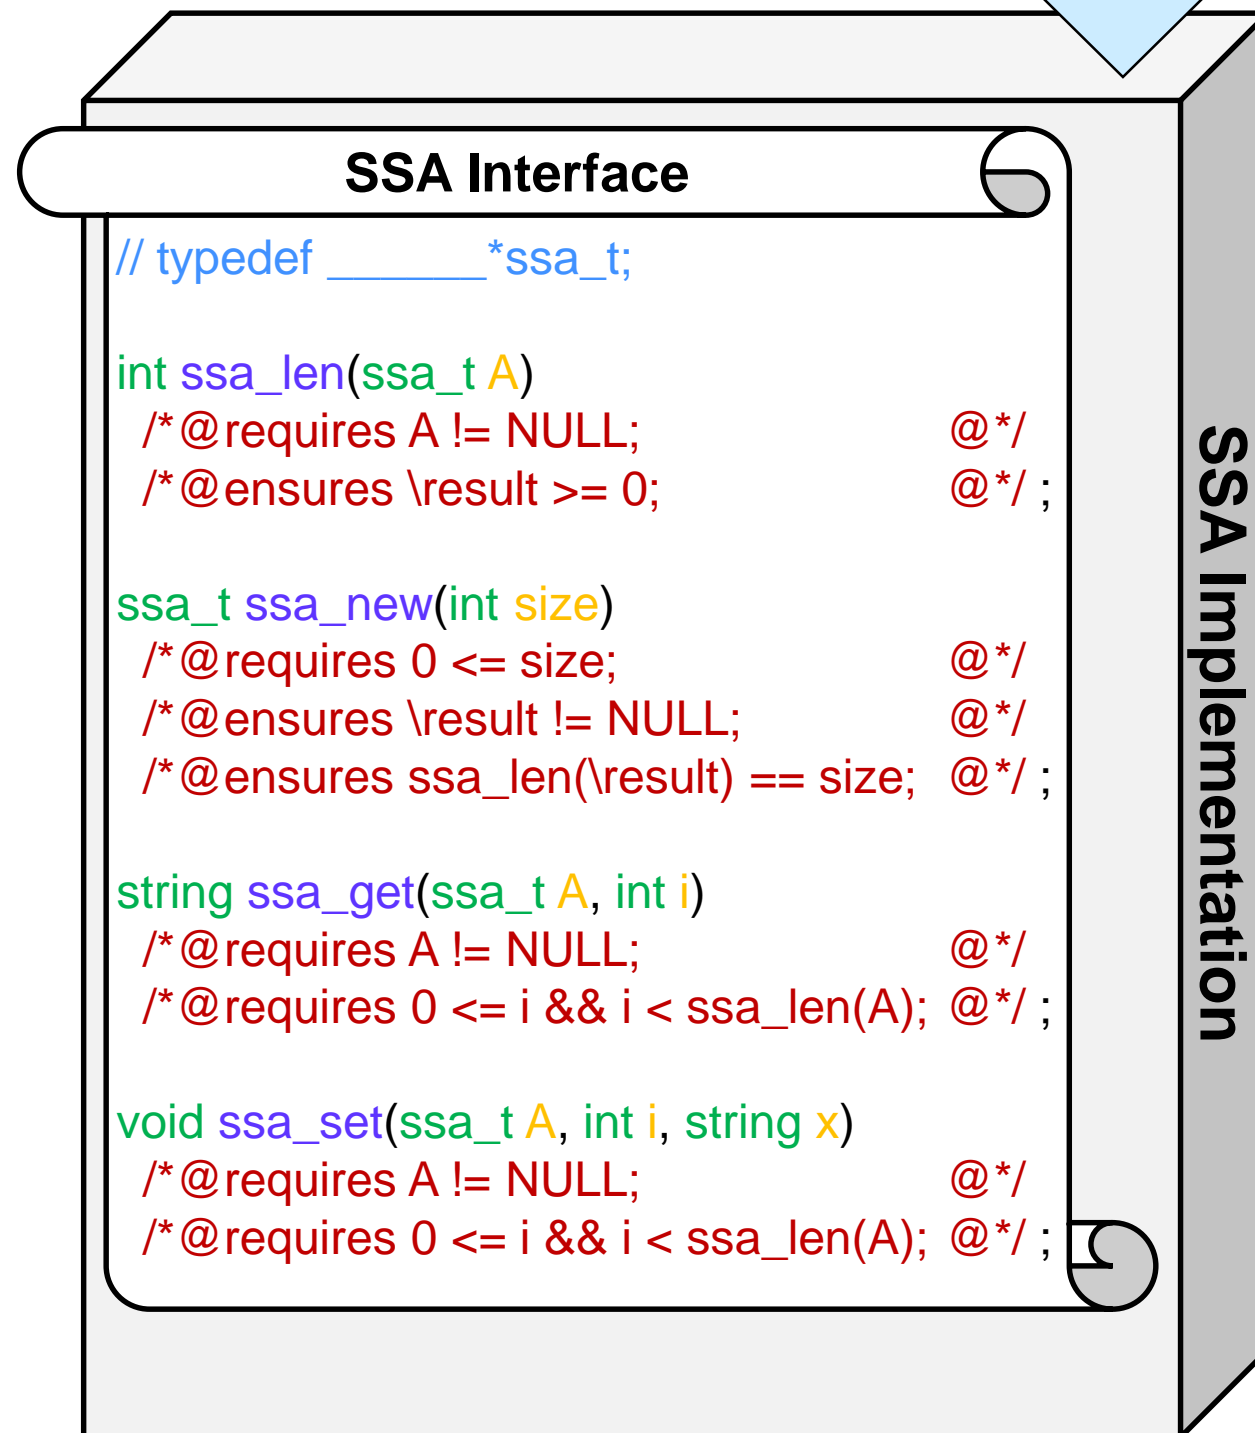 SSA Interface
// typedef ______*ssa_t;
int ssa_len(ssa_t A)
/*@requires A != NULL; @*/
/*@ensures \result >= 0; @*/ ;
ssa_t ssa_new(int size)
/*@requires 0 <= size; @*/
/*@ensures \result != NULL; @*/
/*@ensures ssa_len(\result) == size; @*/ ;
string ssa_get(ssa_t A, int i)
/*@requires A != NULL; @*/
/*@requires 0 <= i && i < ssa_len(A); @*/ ;
void ssa_set(ssa_t A, int i, string x)
/*@requires A != NULL; @*/
/*@requires 0 <= i && i < ssa_len(A); @*/ ;
SSA Implementation